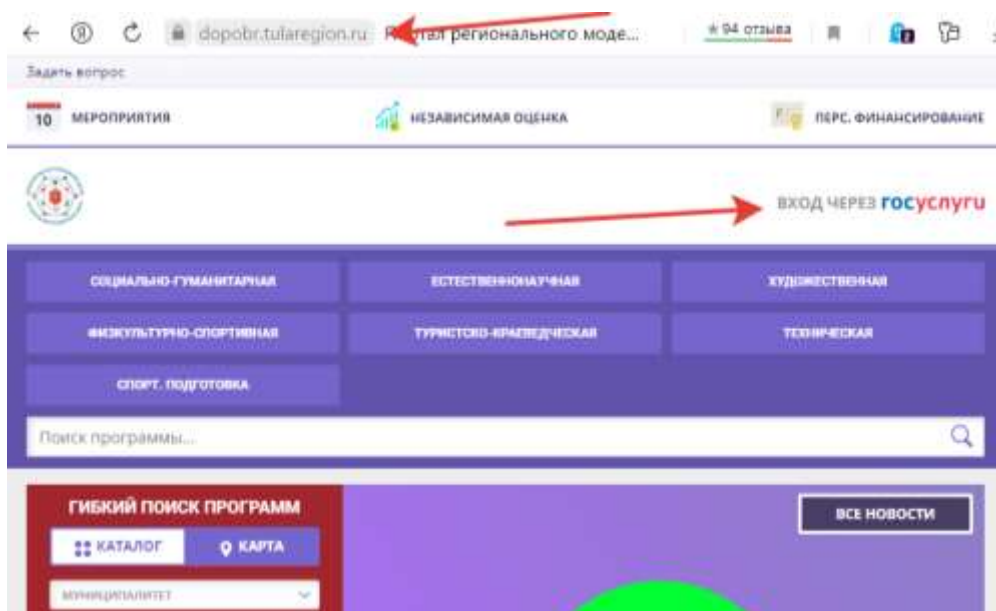 dopobr.tularegion.ru регионального моде... ★ 94 отзыва
Задать вопрос
10 МЕРОПРИЯТИЯ НЕЗАВИСИМАЯ ОЦЕНКА ПЕРС. ФИНАНСИРОВАНИЕ
ВХОД ЧЕРЕЗ госуслуги
СОЦИАЛЬНО-ГУМАНИТАРНАЯ ЕСТЕСТВЕННОНАУЧНАЯ ХУДОЖЕСТВЕННАЯ
ФИЗКУЛЬТУРНО-СПОРТИВНАЯ ТУРИСТСКО-КРАЕВЕДЧЕСКАЯ ТЕХНИЧЕСКАЯ
СПОРТ. ПОДГОТОВКА
Поиск программы...
ГИБКИЙ ПОИСК ПРОГРАММ ВСЕ НОВОСТИ
КАТАЛОГ КАРТА
МУНИЦИПАЛИТЕТ